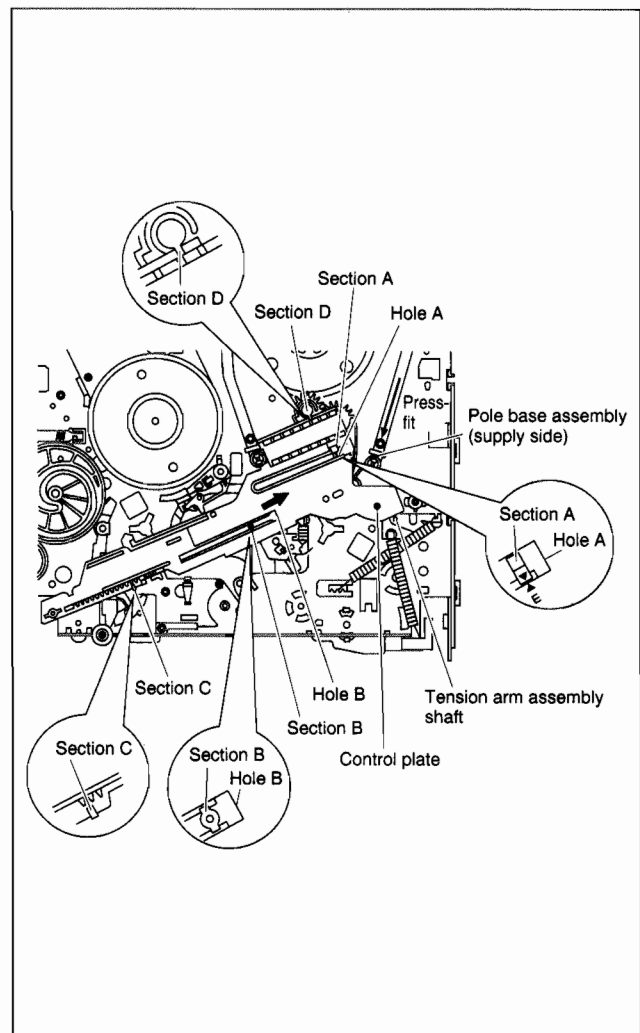 Section D
Section A
Section D
Hole A
Press-
fit
Pole base assembly
(supply side)
Section A
Hole A
E
Section C
Hole B
Section B
Tension arm assembly
shaft
Control plate
Section C
Section B
Hole B